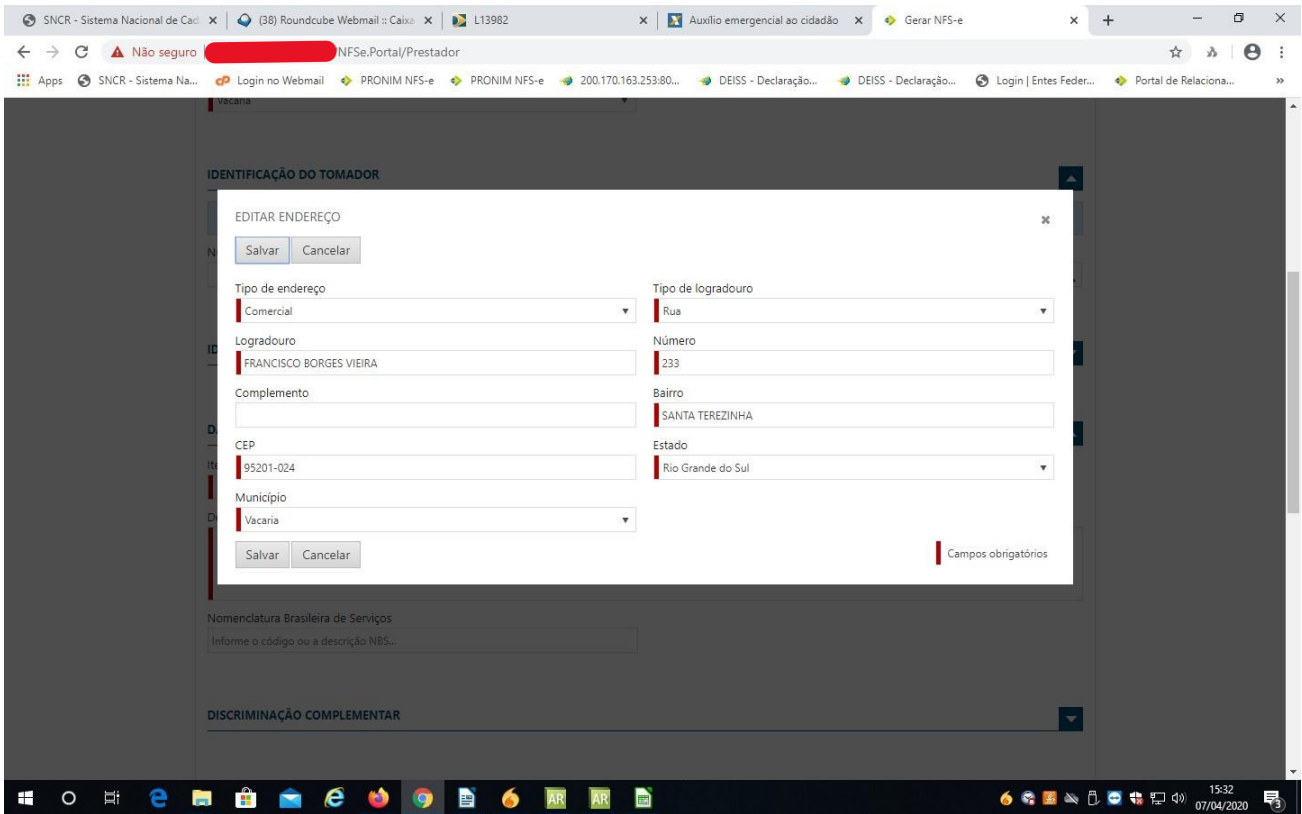 SNCR - Sistema Nacional de Cad
(38) Roundcube Webmail :: Caixa
L13982
Auxílio emergencial ao cidadão
Gerar NFS-e
Não seguro
/NFSe.Portal/Prestador
Apps
SNCR - Sistema Na...
Login no Webmail
PRONIM NFS-e
PRONIM NFS-e
200.170.163.253:80...
DEISS - Declaração...
DEISS - Declaração...
Login | Entes Feder...
Portal de Relaciona...
»
Vacaria
IDENTIFICAÇÃO DO TOMADOR
EDITAR ENDEREÇO
Salvar Cancelar
Tipo de endereço
Tipo de logradouro
Comercial
Rua
Logradouro
Número
FRANCISCO BORGES VIEIRA
233
Complemento
Bairro
SANTA TEREZINHA
CEP
Estado
95201-024
Rio Grande do Sul
Município
Vacaria
Salvar Cancelar
Campos obrigatórios
Nomenclatura Brasileira de Serviços
Informe o código ou a descrição NBS...
DISCRIMINAÇÃO COMPLEMENTAR
AR
AR
15:32
07/04/2020
3